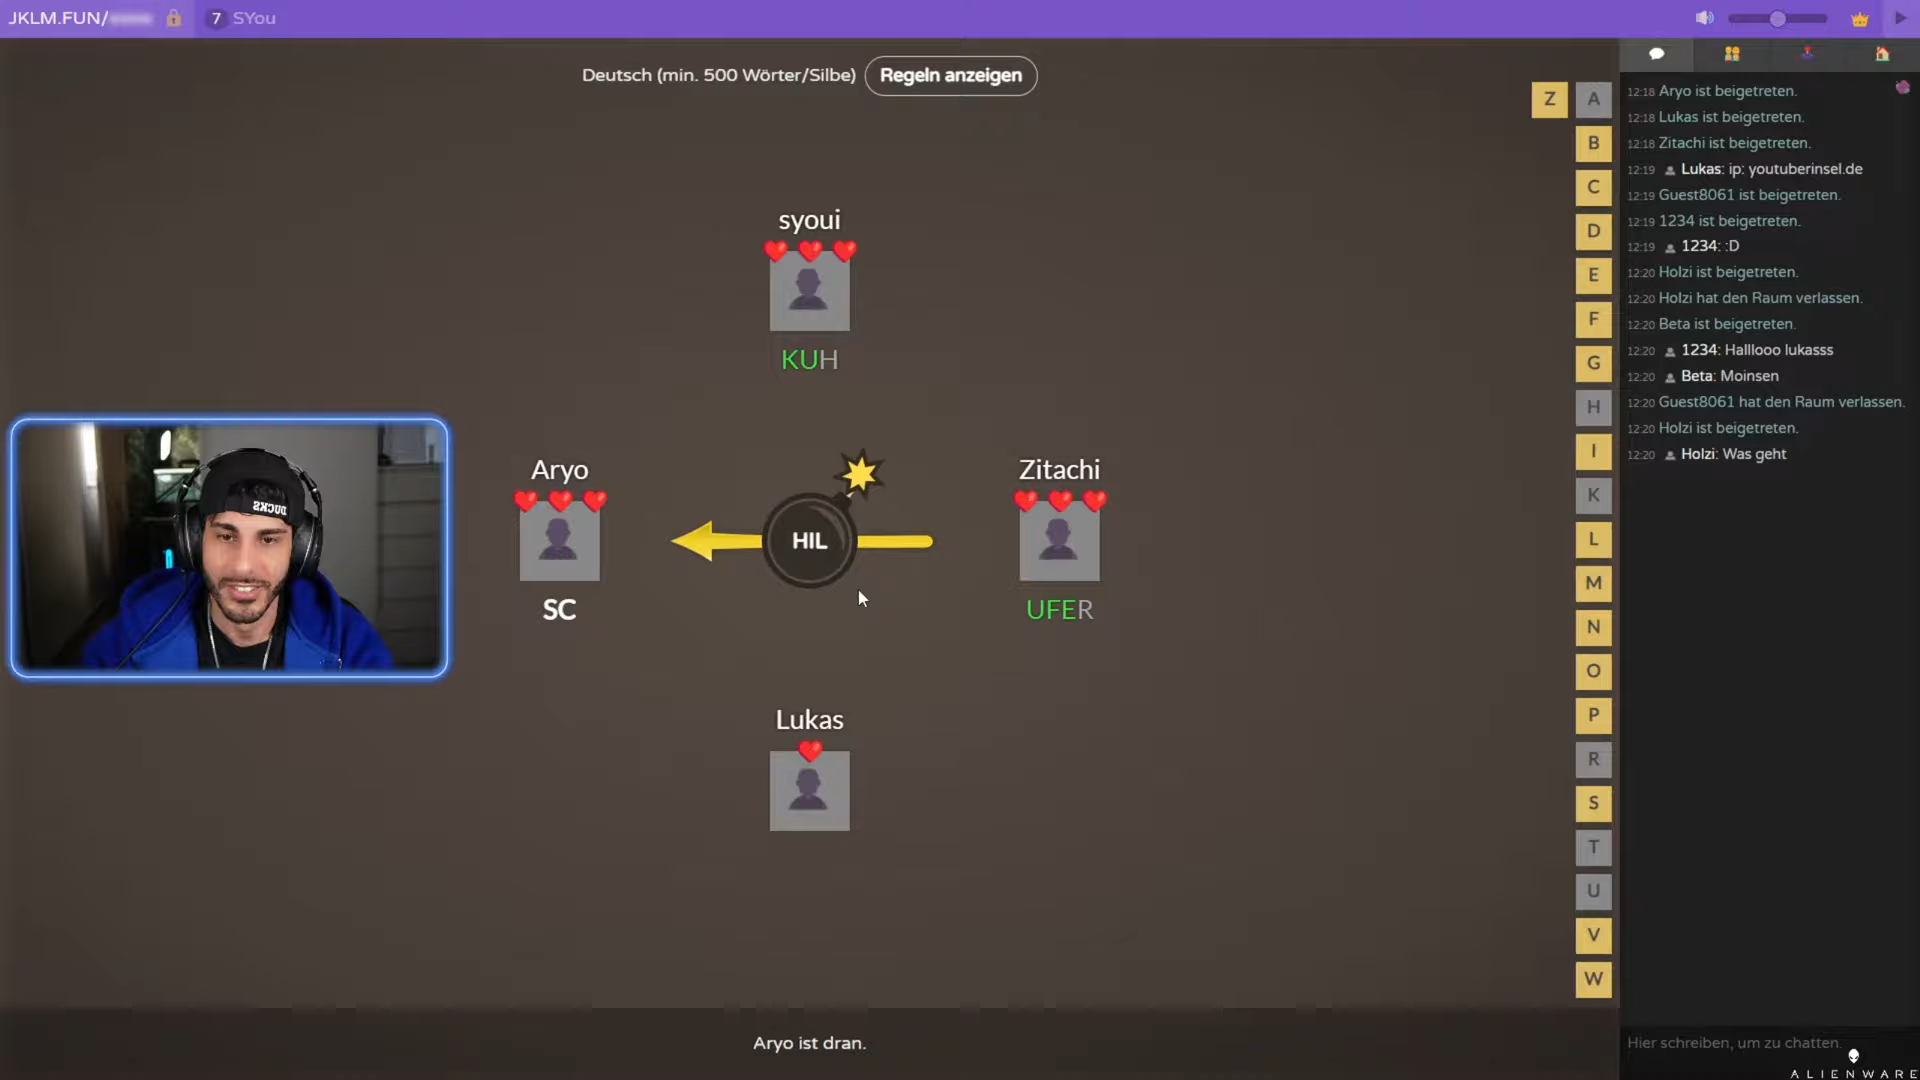 JKLM.FUN/
7 SYou
Deutsch (min. 500 Wörter/Silbe) Regeln anzeigen
syoui
KUH
Aryo
SC
HIL
Zitachi
UFER
Lukas
Aryo ist dran.
DUCKS
Z A
B
C
D
E
F
G
H
I
K
L
M
N
O
P
R
S
T
U
V
W
12:18 Aryo ist beigetreten.
12:18 Lukas ist beigetreten.
12:18 Zitachi ist beigetreten.
12:19 Lukas: ip: youtuberinsel.de
12:19 Guest8061 ist beigetreten.
12:19 1234 ist beigetreten.
12:19 1234: :D
12:20 Holzi ist beigetreten.
12:20 Holzi hat den Raum verlassen.
12:20 Beta ist beigetreten.
12:20 1234: Halllooo lukasss
12:20 Beta: Moinsen
12:20 Guest8061 hat den Raum verlassen.
12:20 Holzi ist beigetreten.
12:20 Holzi: Was geht
Hier schreiben, um zu chatten.
ALIENWARE